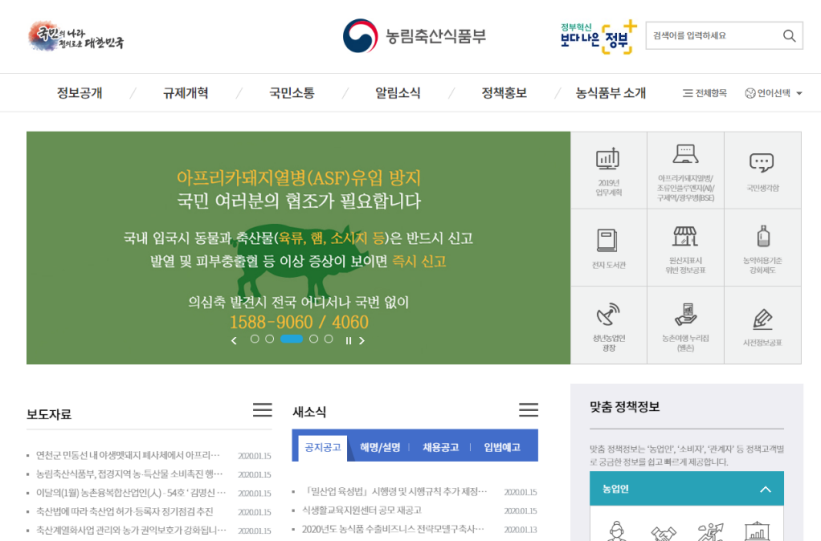 국민의 나라
정의로운 대한민국
농림축산식품부
정부혁신
보다나은 정부
검색어를 입력하세요
정보공개 / 규제개혁 / 국민소통 / 알림소식 / 정책홍보 / 농식품부 소개
전체항목
언어선택
아프리카돼지열병(ASF)유입 방지
국민 여러분의 협조가 필요합니다
국내 입국시 동물과 축산물(육류, 햄, 소시지 등)은 반드시 신고
발열 및 피부충출혈 등 이상 증상이 보이면 즉시 신고
의심축 발견시 전국 어디서나 국번 없이
1588-9060 / 4060
2019년
업무계획
아프리카돼지열병/
조류인플루엔자(AI)/
구제역/광우병(BSE)
국민생각함
전자 도서관
원산지표시
위반 정보공표
농약허용기준
강화제도
청년농업인
광장
농촌여행 누리집
(웰촌)
사전정보공표
보도자료
연천군 민통선 내 야생멧돼지 폐사체에서 아프리… 2020.01.15
농림축산식품부, 접경지역 농·특산물 소비촉진 행… 2020.01.15
이달의(1월) 농촌융복합산업인(人) - 54호 ' 김영선 … 2020.01.15
축산법에 따라 축산업 허가·등록자 정기점검 추진 2020.01.15
축산계열화사업 관리와 농가 권익보호가 강화됩니… 2020.01.15
새소식
공지공고 해명/설명 채용공고 입법예고
「말산업 육성법」 시행령 및 시행규칙 추가 제정… 2020.01.15
식생활교육지원센터 공모 재공고 2020.01.15
2020년도 농식품 수출비즈니스 전략모델구축사… 2020.01.13
맞춤 정책정보
맞춤 정책정보는 '농업인', '소비자', '관계자' 등 정책고객별
로 궁금한 정보를 쉽고 빠르게 제공합니다.
농업인